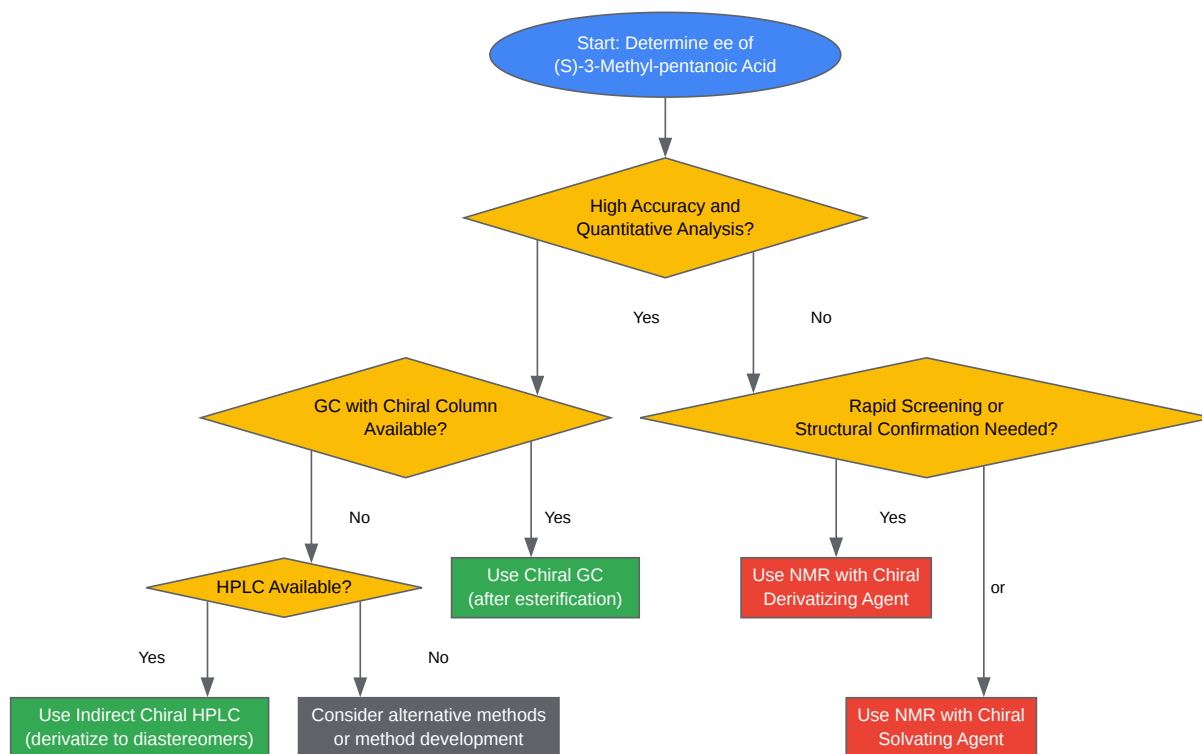 Start: Determine ee of
(S)-3-Methyl-pentanoic Acid
High Accuracy and
Quantitative Analysis?
Yes
No
GC with Chiral Column
Available?
Rapid Screening or
Structural Confirmation Needed?
No
Yes
Yes
HPLC Available?
Use Chiral GC
(after esterification)
Use NMR with Chiral
Derivatizing Agent
or
Yes
No
Use Indirect Chiral HPLC
(derivatize to diastereomers)
Consider alternative methods
or method development
Use NMR with Chiral
Solvating Agent